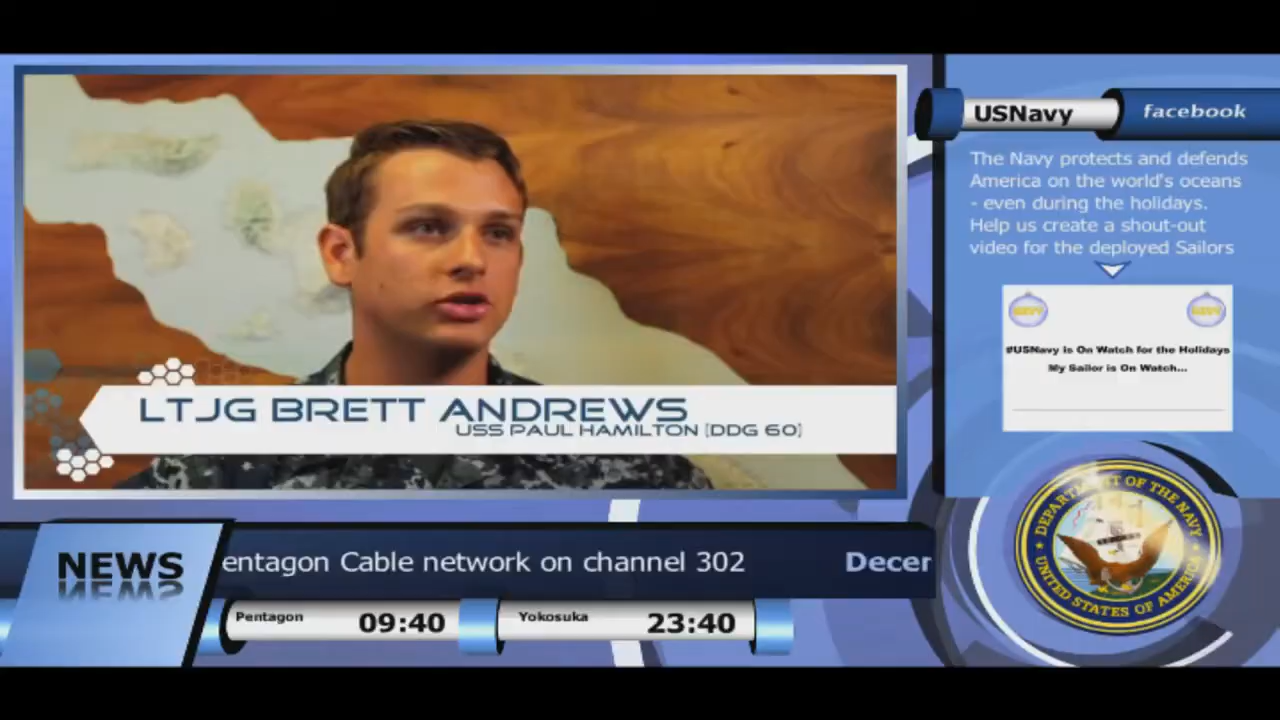 USNavy
facebook
The Navy protects and defends
America on the world's oceans
- even during the holidays.
Help us create a shout-out
video for the deployed Sailors
NAVY
NAVY
#USNavy is On Watch for the Holidays
My Sailor is On Watch...
LTJG BRETT ANDREWS
USS PAUL HAMILTON (DDG 60)
DEPARTMENT OF THE NAVY
UNITED STATES OF AMERICA
NEWS
entagon Cable network on channel 302
Decer
Pentagon
09:40
Yokosuka
23:40